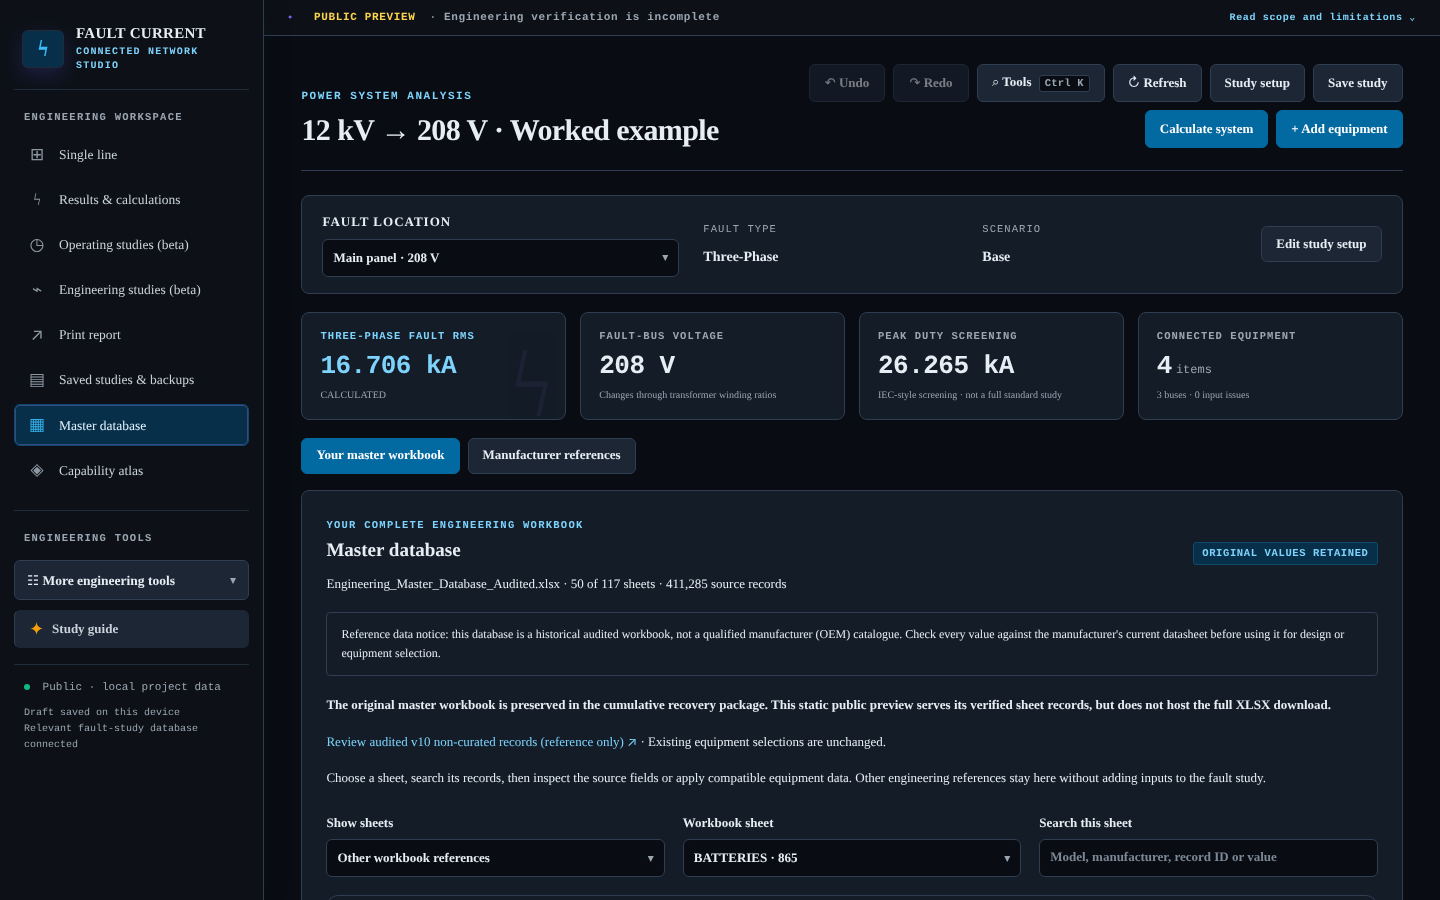 FAULT CURRENT
CONNECTED NETWORK
STUDIO
ENGINEERING WORKSPACE
Single line
Results & calculations
Operating studies (beta)
Engineering studies (beta)
Print report
Saved studies & backups
Master database
Capability atlas
ENGINEERING TOOLS
More engineering tools
Study guide
Public · local project data
Draft saved on this device
Relevant fault-study database
connected
PUBLIC PREVIEW · Engineering verification is incomplete
Read scope and limitations
POWER SYSTEM ANALYSIS
12 kV → 208 V · Worked example
↶ Undo
↷ Redo
⌕ Tools Ctrl K
↻ Refresh
Study setup
Save study
Calculate system
+ Add equipment
FAULT LOCATION
Main panel · 208 V
FAULT TYPE
Three-Phase
SCENARIO
Base
Edit study setup
THREE-PHASE FAULT RMS
16.706 kA
CALCULATED
FAULT-BUS VOLTAGE
208 V
Changes through transformer winding ratios
PEAK DUTY SCREENING
26.265 kA
IEC-style screening · not a full standard study
CONNECTED EQUIPMENT
4 items
3 buses · 0 input issues
Your master workbook
Manufacturer references
YOUR COMPLETE ENGINEERING WORKBOOK
Master database
ORIGINAL VALUES RETAINED
Engineering_Master_Database_Audited.xlsx · 50 of 117 sheets · 411,285 source records
Reference data notice: this database is a historical audited workbook, not a qualified manufacturer (OEM) catalogue. Check every value against the manufacturer's current datasheet before using it for design or
equipment selection.
The original master workbook is preserved in the cumulative recovery package. This static public preview serves its verified sheet records, but does not host the full XLSX download.
Review audited v10 non-curated records (reference only) ↗ · Existing equipment selections are unchanged.
Choose a sheet, search its records, then inspect the source fields or apply compatible equipment data. Other engineering references stay here without adding inputs to the fault study.
Show sheets
Other workbook references
Workbook sheet
BATTERIES · 865
Search this sheet
Model, manufacturer, record ID or value